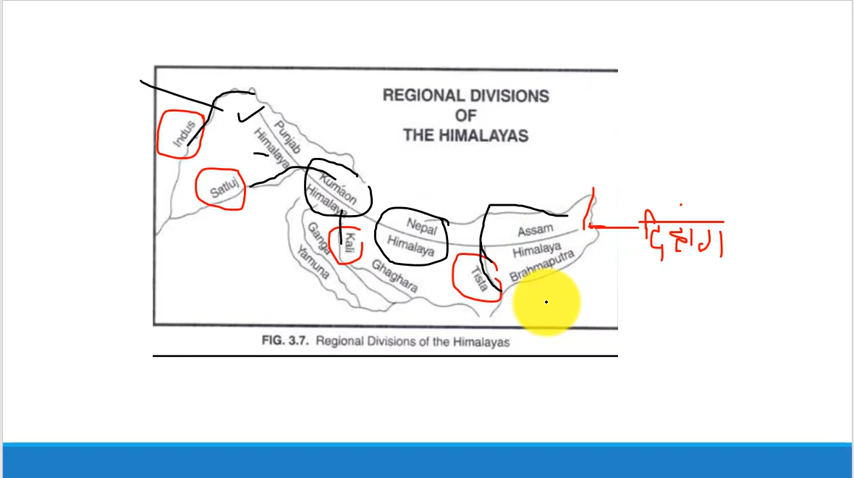 REGIONAL DIVISIONS
OF
THE HIMALAYAS
Indus
Punjab
Himalaya
Satluj
Kumaon
Himalaya
Ganga
Yamuna
Kali
Ghaghara
Nepal
Himalaya
Tista
Assam
Himalaya
Brahmaputra
FIG. 3.7. Regional Divisions of the Himalayas